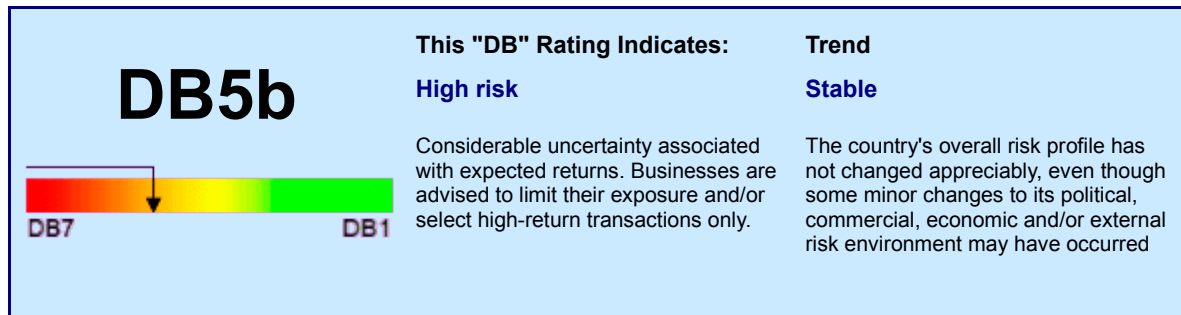 DB5b
DB7
DB1
This "DB" Rating Indicates:
High risk
Considerable uncertainty associated
with expected returns. Businesses are
advised to limit their exposure and/or
select high-return transactions only.
Trend
Stable
The country's overall risk profile has
not changed appreciably, even though
some minor changes to its political,
commercial, economic and/or external
risk environment may have occurred